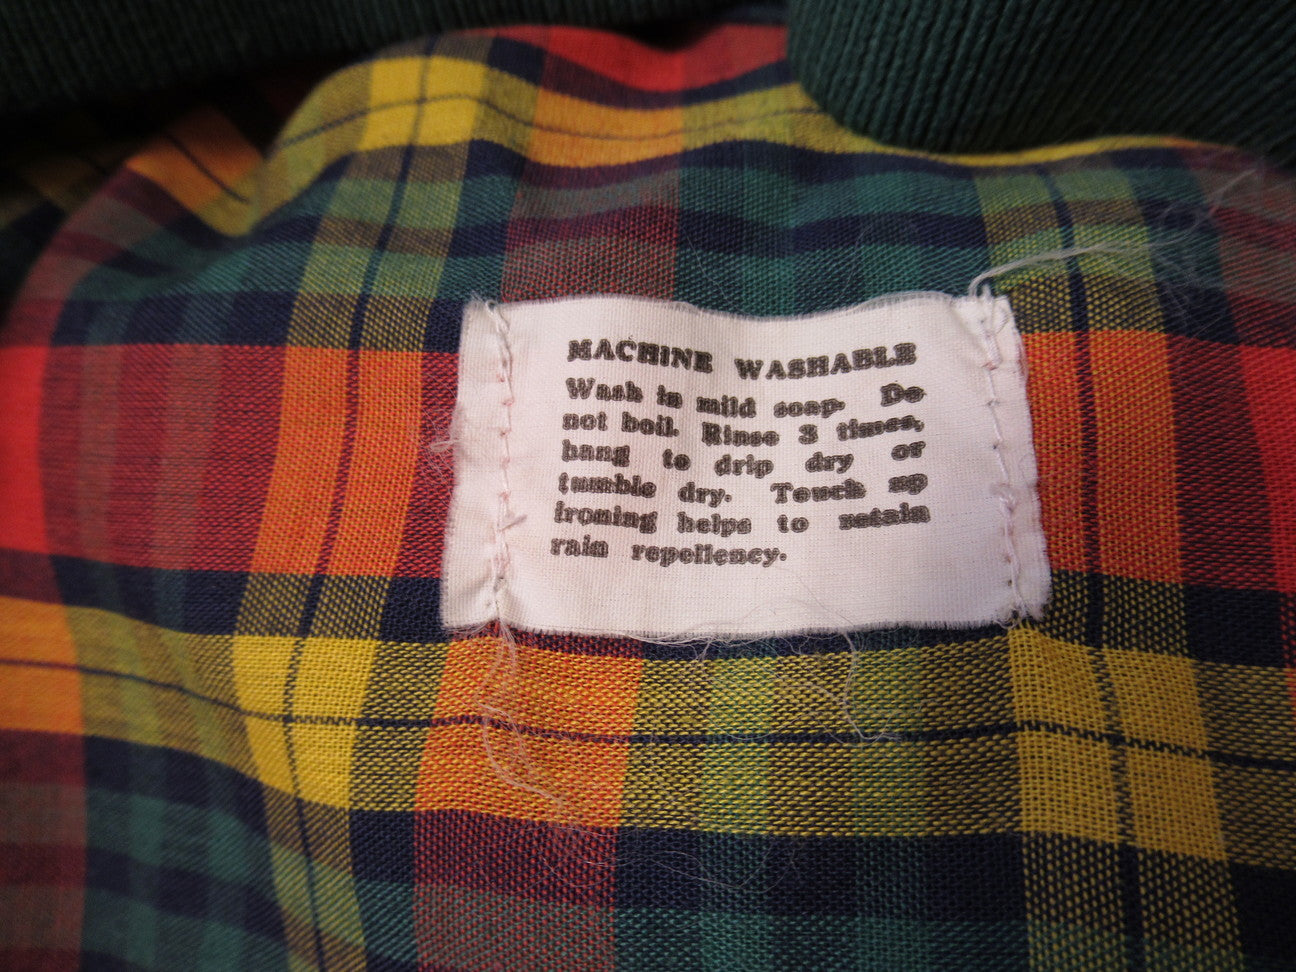 MACHINE WASHABLE
Wash in mild soap. Do
not boil. Rinse 3 times,
hang to drip dry or
tumble dry. Touch up
ironing helps to retain
rain repellency.